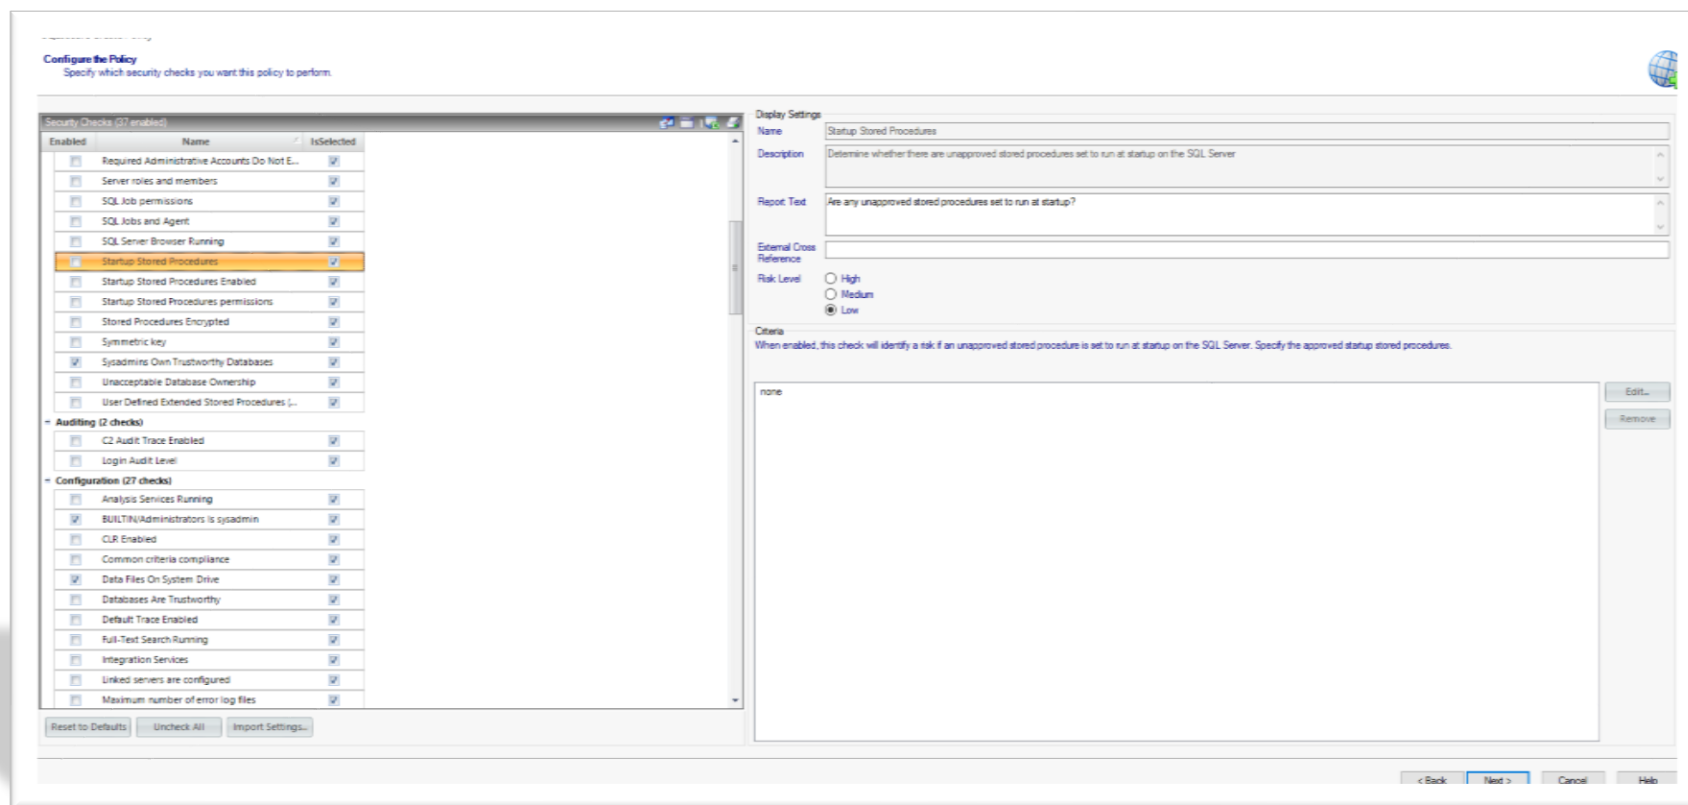 Configure the Policy
Specify which security checks you want this policy to perform.
Security Checks (37 enabled)
Enabled Name IsSelected
Required Administrative Accounts Do Not E...
Server roles and members
SQL Job permissions
SQL Jobs and Agent
SQL Server Browser Running
Startup Stored Procedures
Startup Stored Procedures Enabled
Startup Stored Procedures permissions
Stored Procedures Encrypted
Symmetric key
Sysadmins Own Trustworthy Databases
Unacceptable Database Ownership
User Defined Extended Stored Procedures (...
Auditing (2 checks)
C2 Audit Trace Enabled
Login Audit Level
Configuration (27 checks)
Analysis Services Running
BUILTIN/Administrators is sysadmin
CLR Enabled
Common criteria compliance
Data Files On System Drive
Databases Are Trustworthy
Default Trace Enabled
Full-Text Search Running
Integration Services
Linked servers are configured
Maximum number of error log files
Reset to Defaults Uncheck All Import Settings...
Display Settings
Name Startup Stored Procedures
Description Determine whether there are unapproved stored procedures set to run at startup on the SQL Server
Report Text Are any unapproved stored procedures set to run at startup?
External Cross
Reference
Risk Level High
Medium
Low
Criteria
When enabled, this check will identify a risk if an unapproved stored procedure is set to run at startup on the SQL Server. Specify the approved startup stored procedures.
none
Edit...
Remove
< Back Next > Cancel Help